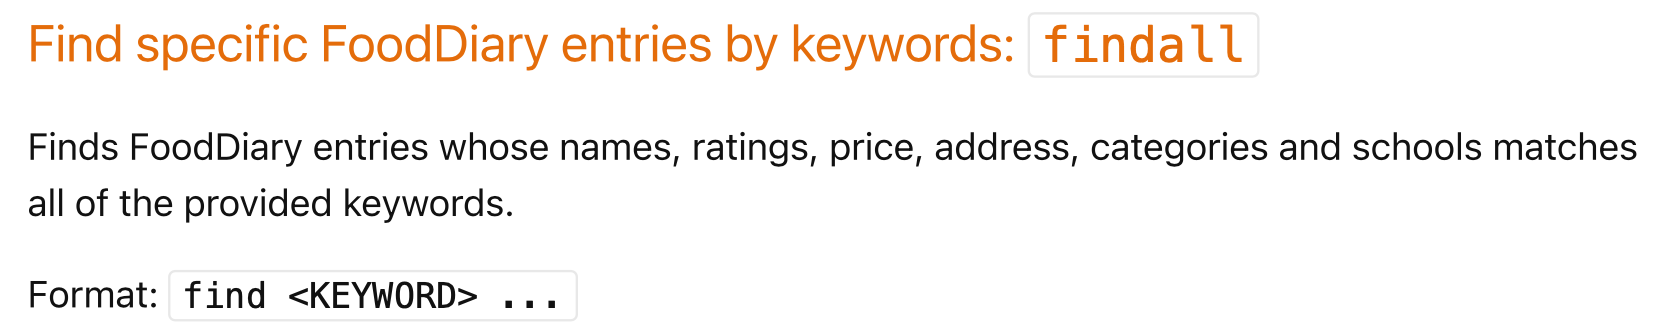 Find specific FoodDiary entries by keywords: findall
Finds FoodDiary entries whose names, ratings, price, address, categories and schools matches
all of the provided keywords.
Format: find <KEYWORD> ...